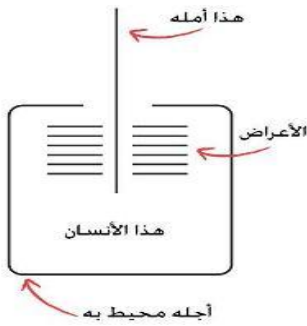 هذا أمله
الأعراض
هذا الأنسان
أجله محيط به